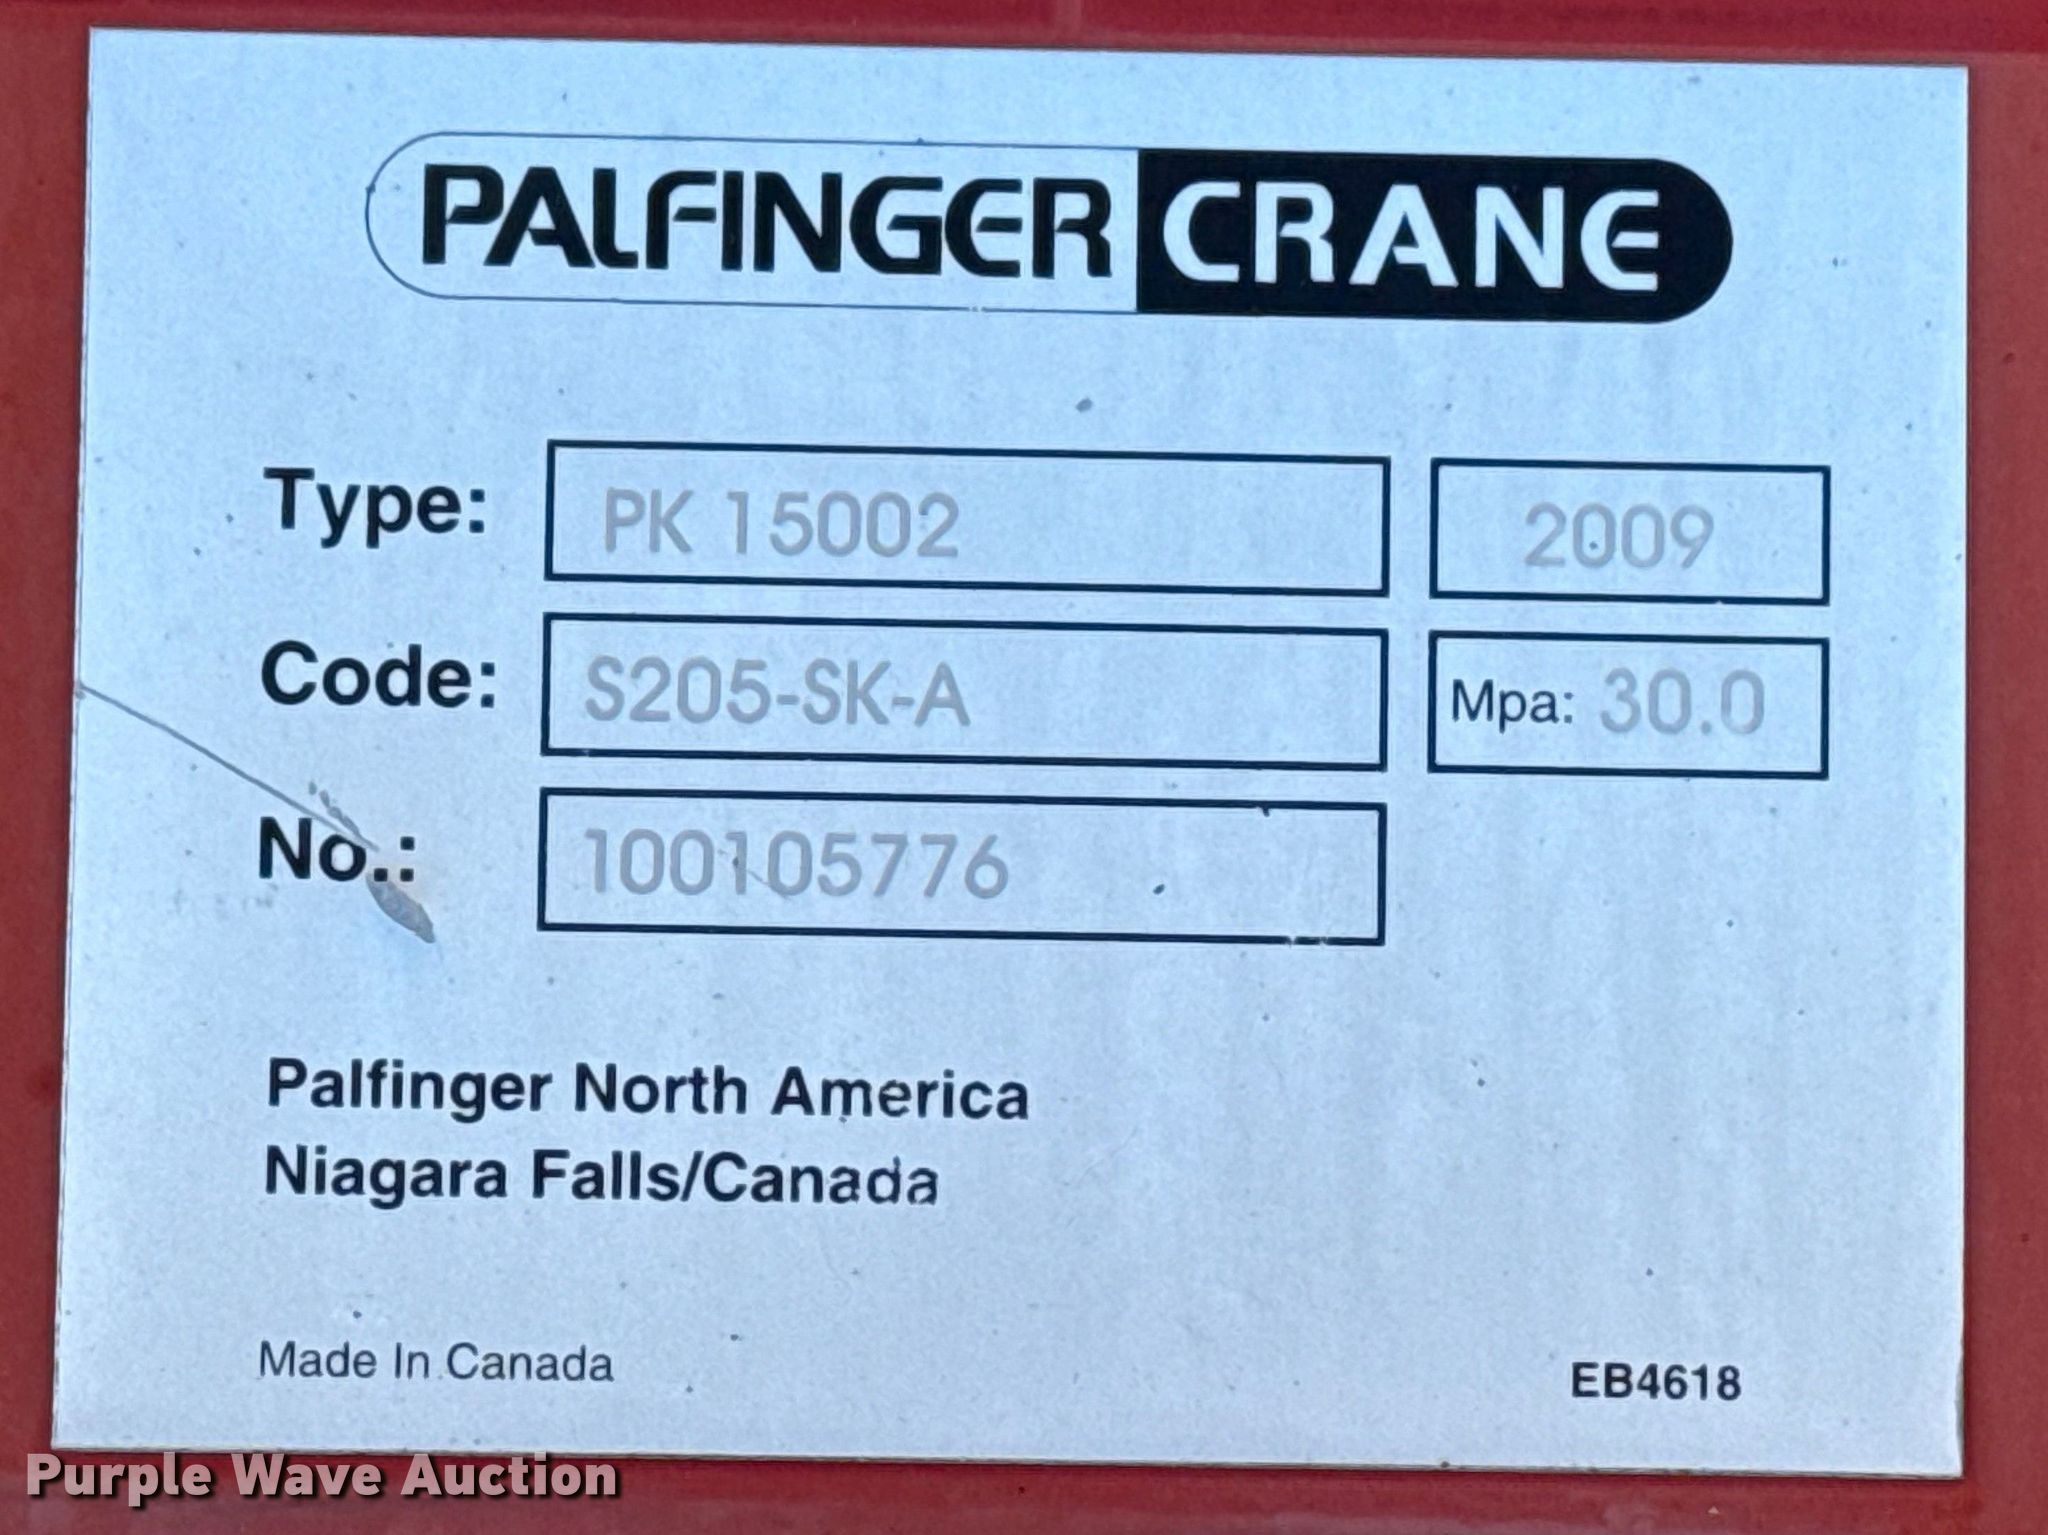 PALFINGER CRANE
Type: PK 15002 2009
Code: S205-SK-A Mpa: 30.0
No.: 100105776
Palfinger North America
Niagara Falls/Canada
Made In Canada EB4618
Purple Wave Auction